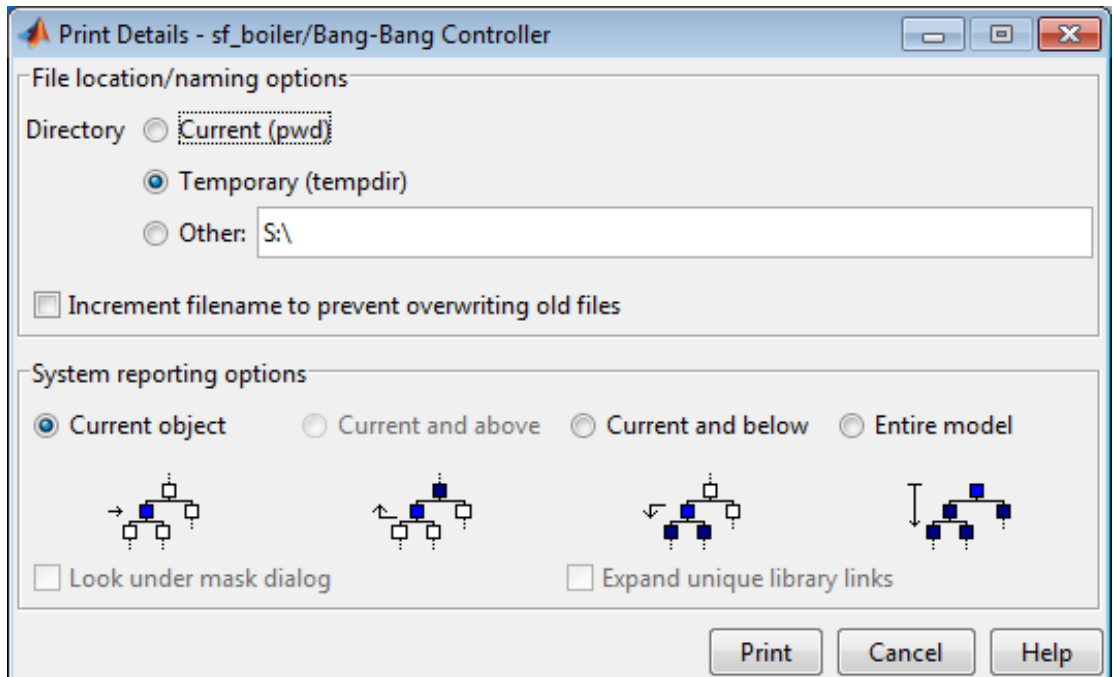 Print Details - sf_boiler/Bang-Bang Controller
File location/naming options
Directory Current (pwd)
Temporary (tempdir)
Other: S:\
Increment filename to prevent overwriting old files
System reporting options
Current object Current and above Current and below Entire model
Look under mask dialog Expand unique library links
Print Cancel Help